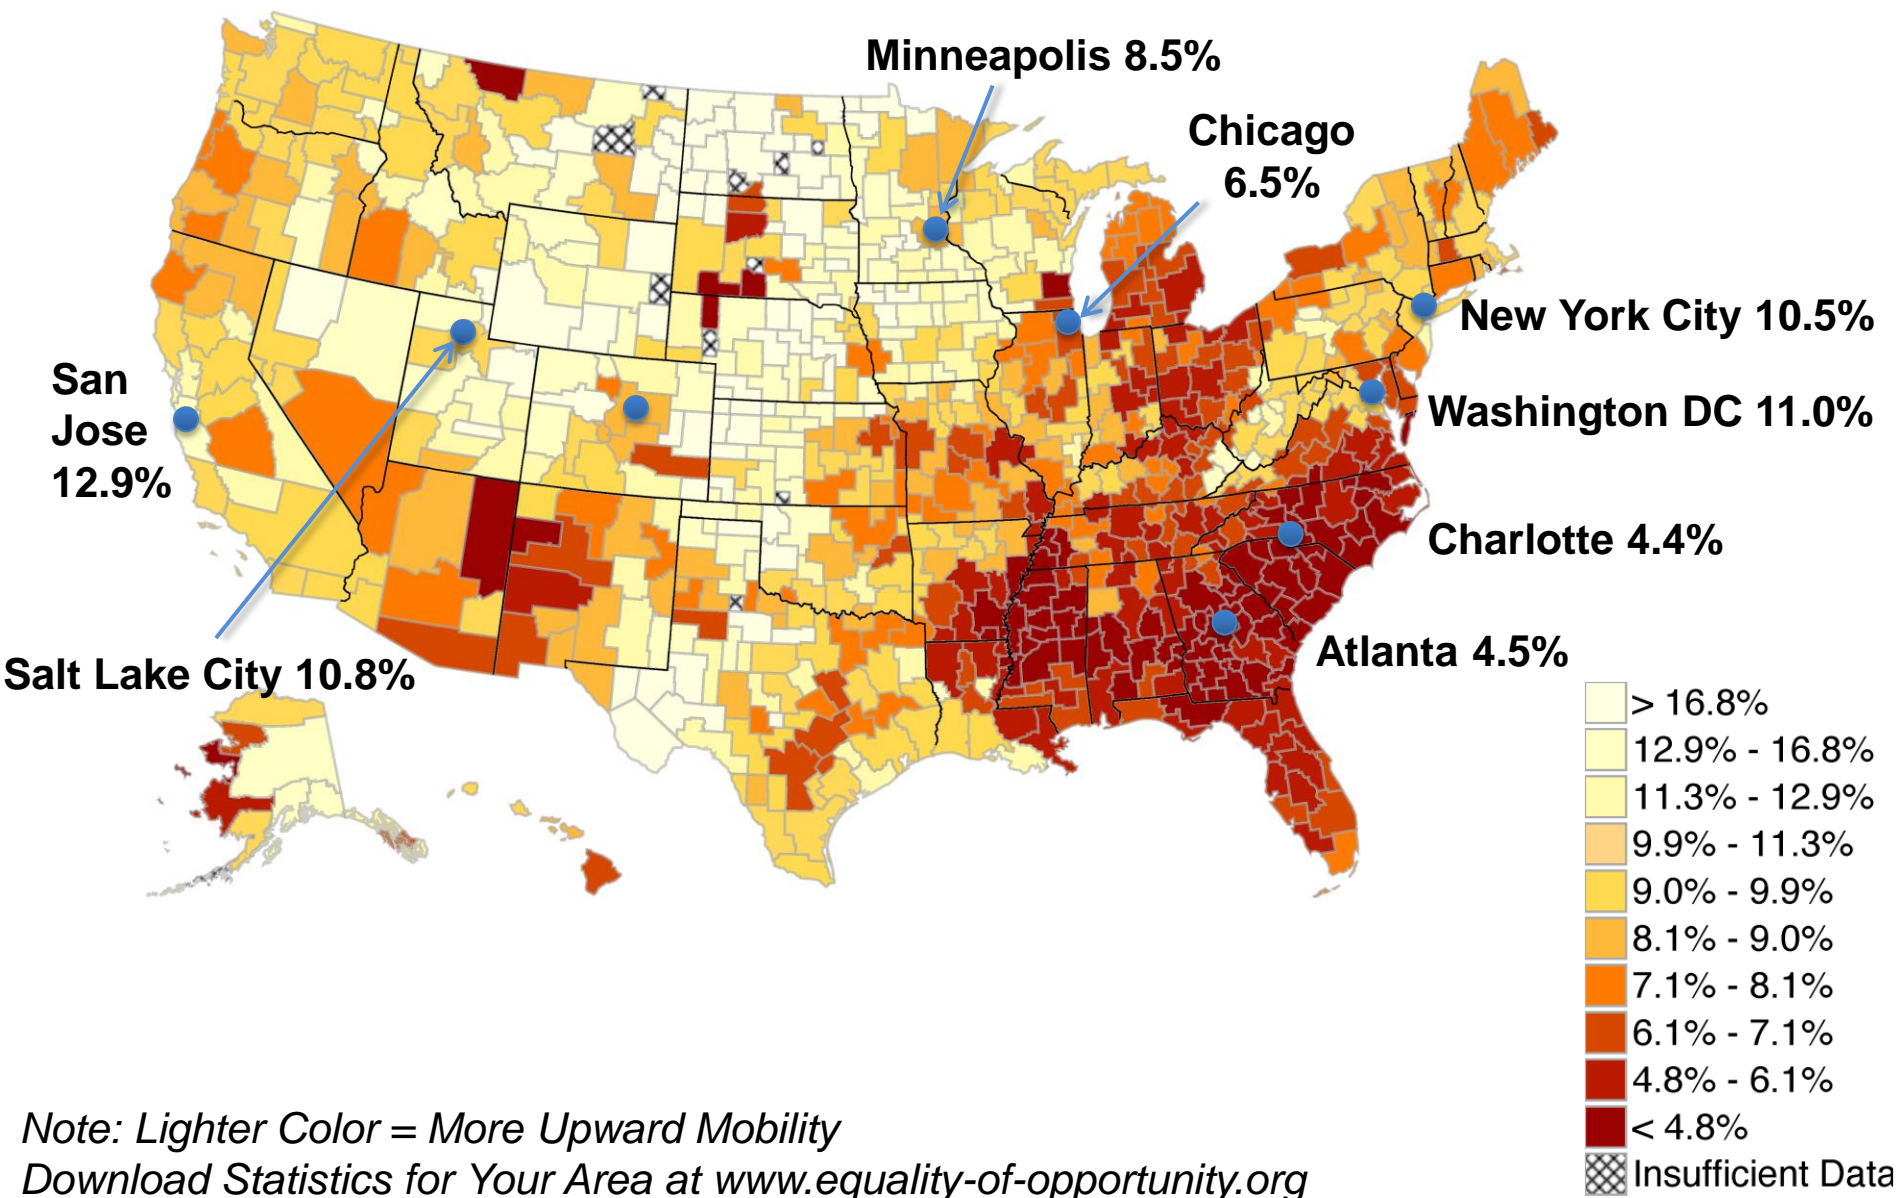 Minneapolis 8.5%
Chicago
6.5%
New York City 10.5%
San
Jose
12.9%
Washington DC 11.0%
Charlotte 4.4%
Atlanta 4.5%
Salt Lake City 10.8%
> 16.8%
12.9% - 16.8%
11.3% - 12.9%
9.9% - 11.3%
9.0% - 9.9%
8.1% - 9.0%
7.1% - 8.1%
6.1% - 7.1%
4.8% - 6.1%
< 4.8%
Insufficient Data
Note: Lighter Color = More Upward Mobility
Download Statistics for Your Area at www.equality-of-opportunity.org